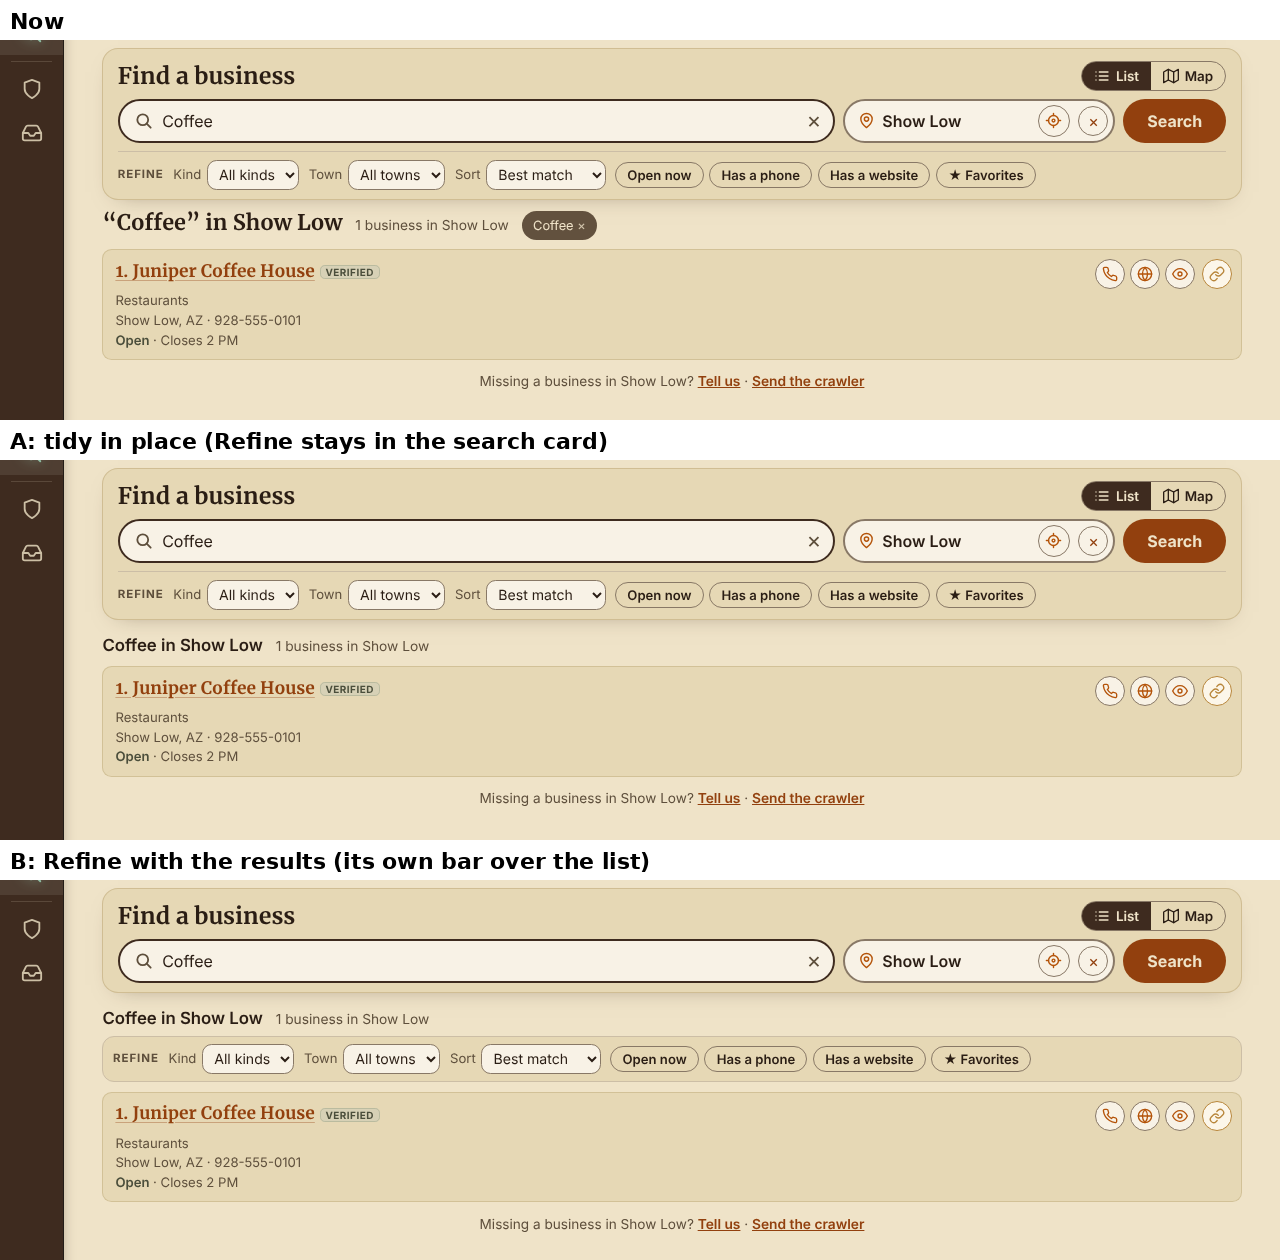 Now
Find a business
List Map
Coffee × Show Low × Search
REFINE Kind All kinds Town All towns Sort Best match Open now Has a phone Has a website ★ Favorites
“Coffee” in Show Low 1 business in Show Low Coffee ×
1. Juniper Coffee House VERIFIED
Restaurants
Show Low, AZ · 928-555-0101
Open · Closes 2 PM
Missing a business in Show Low? Tell us · Send the crawler
A: tidy in place (Refine stays in the search card)
Find a business
List Map
Coffee × Show Low × Search
REFINE Kind All kinds Town All towns Sort Best match Open now Has a phone Has a website ★ Favorites
Coffee in Show Low 1 business in Show Low
1. Juniper Coffee House VERIFIED
Restaurants
Show Low, AZ · 928-555-0101
Open · Closes 2 PM
Missing a business in Show Low? Tell us · Send the crawler
B: Refine with the results (its own bar over the list)
Find a business
List Map
Coffee × Show Low × Search
Coffee in Show Low 1 business in Show Low
REFINE Kind All kinds Town All towns Sort Best match Open now Has a phone Has a website ★ Favorites
1. Juniper Coffee House VERIFIED
Restaurants
Show Low, AZ · 928-555-0101
Open · Closes 2 PM
Missing a business in Show Low? Tell us · Send the crawler